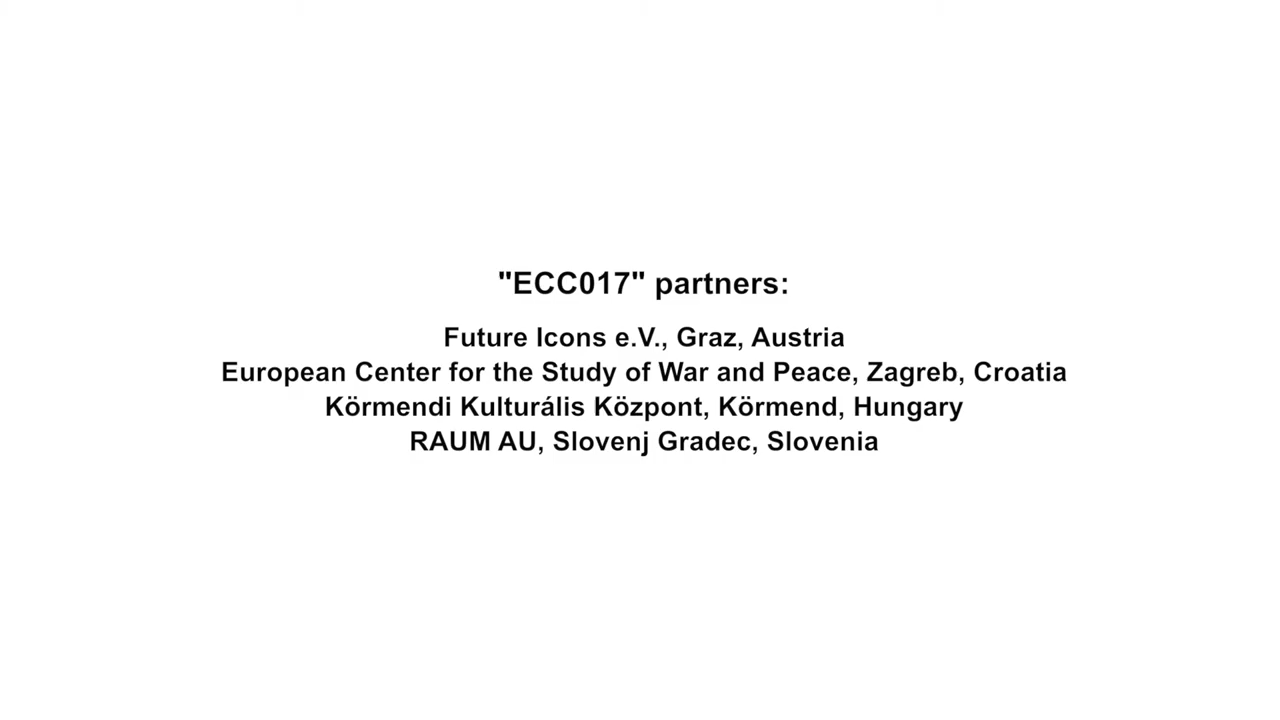 "ECC017" partners:
Future Icons e.V., Graz, Austria
European Center for the Study of War and Peace, Zagreb, Croatia
Körmendi Kulturális Központ, Körmend, Hungary
RAUM AU, Slovenj Gradec, Slovenia